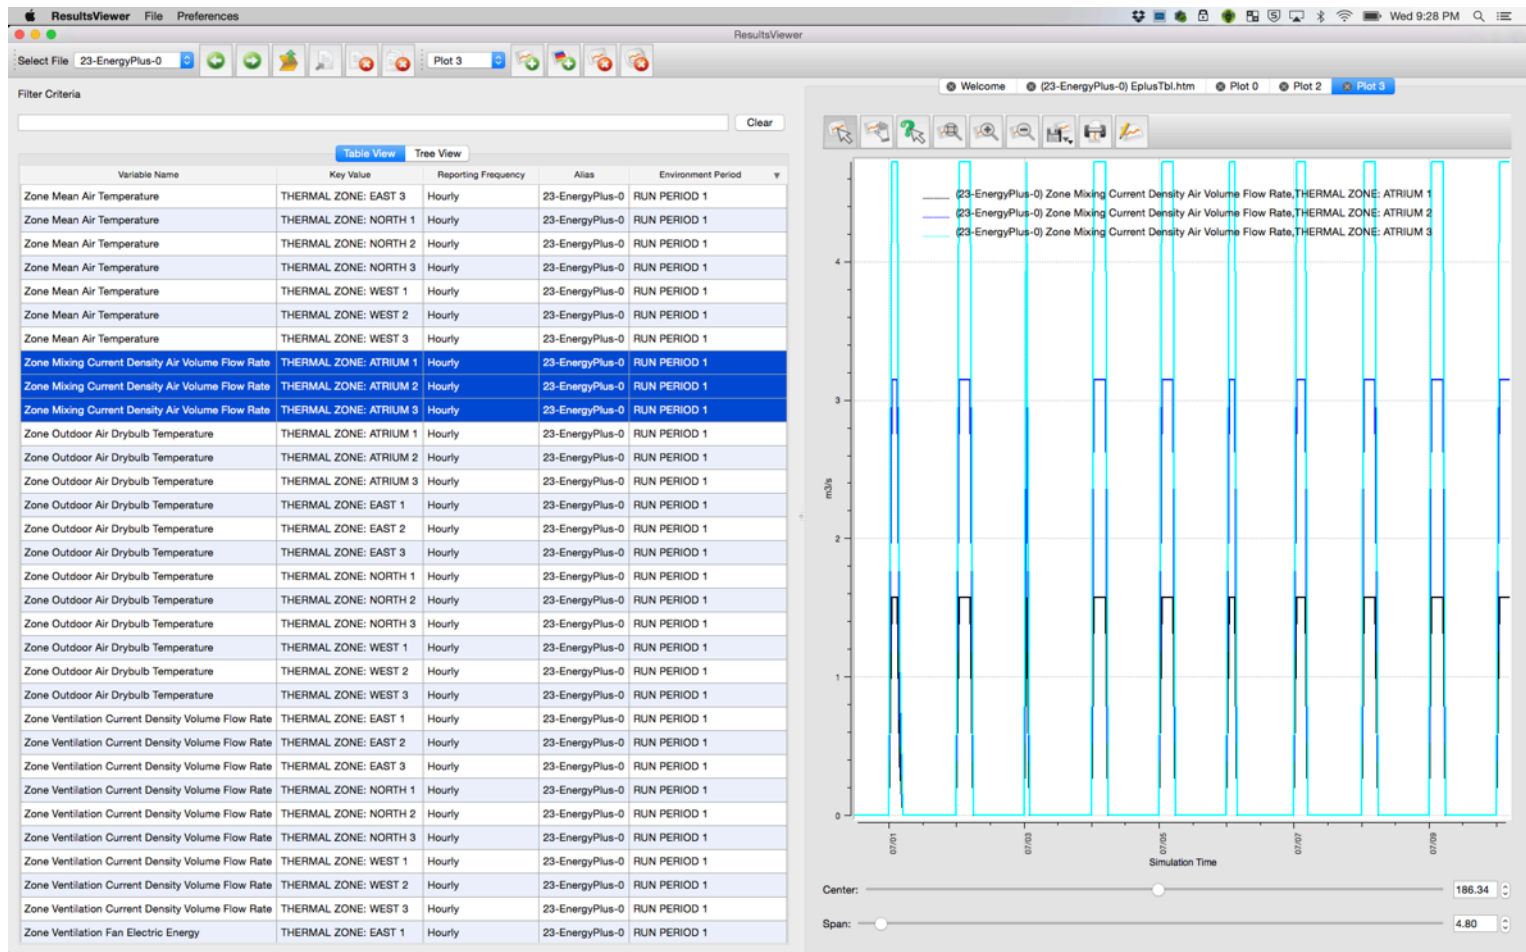 ResultsViewer File Preferences Wed 9:28 PM
ResultsViewer
Select File 23-EnergyPlus-0 Plot 3
Filter Criteria
Clear
Table View Tree View
Variable Name Key Value Reporting Frequency Alias Environment Period
Zone Mean Air Temperature THERMAL ZONE: EAST 3 Hourly 23-EnergyPlus-0 RUN PERIOD 1
Zone Mean Air Temperature THERMAL ZONE: NORTH 1 Hourly 23-EnergyPlus-0 RUN PERIOD 1
Zone Mean Air Temperature THERMAL ZONE: NORTH 2 Hourly 23-EnergyPlus-0 RUN PERIOD 1
Zone Mean Air Temperature THERMAL ZONE: NORTH 3 Hourly 23-EnergyPlus-0 RUN PERIOD 1
Zone Mean Air Temperature THERMAL ZONE: WEST 1 Hourly 23-EnergyPlus-0 RUN PERIOD 1
Zone Mean Air Temperature THERMAL ZONE: WEST 2 Hourly 23-EnergyPlus-0 RUN PERIOD 1
Zone Mean Air Temperature THERMAL ZONE: WEST 3 Hourly 23-EnergyPlus-0 RUN PERIOD 1
Zone Mixing Current Density Air Volume Flow Rate THERMAL ZONE: ATRIUM 1 Hourly 23-EnergyPlus-0 RUN PERIOD 1
Zone Mixing Current Density Air Volume Flow Rate THERMAL ZONE: ATRIUM 2 Hourly 23-EnergyPlus-0 RUN PERIOD 1
Zone Mixing Current Density Air Volume Flow Rate THERMAL ZONE: ATRIUM 3 Hourly 23-EnergyPlus-0 RUN PERIOD 1
Zone Outdoor Air Drybulb Temperature THERMAL ZONE: ATRIUM 1 Hourly 23-EnergyPlus-0 RUN PERIOD 1
Zone Outdoor Air Drybulb Temperature THERMAL ZONE: ATRIUM 2 Hourly 23-EnergyPlus-0 RUN PERIOD 1
Zone Outdoor Air Drybulb Temperature THERMAL ZONE: ATRIUM 3 Hourly 23-EnergyPlus-0 RUN PERIOD 1
Zone Outdoor Air Drybulb Temperature THERMAL ZONE: EAST 1 Hourly 23-EnergyPlus-0 RUN PERIOD 1
Zone Outdoor Air Drybulb Temperature THERMAL ZONE: EAST 2 Hourly 23-EnergyPlus-0 RUN PERIOD 1
Zone Outdoor Air Drybulb Temperature THERMAL ZONE: EAST 3 Hourly 23-EnergyPlus-0 RUN PERIOD 1
Zone Outdoor Air Drybulb Temperature THERMAL ZONE: NORTH 1 Hourly 23-EnergyPlus-0 RUN PERIOD 1
Zone Outdoor Air Drybulb Temperature THERMAL ZONE: NORTH 2 Hourly 23-EnergyPlus-0 RUN PERIOD 1
Zone Outdoor Air Drybulb Temperature THERMAL ZONE: NORTH 3 Hourly 23-EnergyPlus-0 RUN PERIOD 1
Zone Outdoor Air Drybulb Temperature THERMAL ZONE: WEST 1 Hourly 23-EnergyPlus-0 RUN PERIOD 1
Zone Outdoor Air Drybulb Temperature THERMAL ZONE: WEST 2 Hourly 23-EnergyPlus-0 RUN PERIOD 1
Zone Outdoor Air Drybulb Temperature THERMAL ZONE: WEST 3 Hourly 23-EnergyPlus-0 RUN PERIOD 1
Zone Ventilation Current Density Volume Flow Rate THERMAL ZONE: EAST 1 Hourly 23-EnergyPlus-0 RUN PERIOD 1
Zone Ventilation Current Density Volume Flow Rate THERMAL ZONE: EAST 2 Hourly 23-EnergyPlus-0 RUN PERIOD 1
Zone Ventilation Current Density Volume Flow Rate THERMAL ZONE: EAST 3 Hourly 23-EnergyPlus-0 RUN PERIOD 1
Zone Ventilation Current Density Volume Flow Rate THERMAL ZONE: NORTH 1 Hourly 23-EnergyPlus-0 RUN PERIOD 1
Zone Ventilation Current Density Volume Flow Rate THERMAL ZONE: NORTH 2 Hourly 23-EnergyPlus-0 RUN PERIOD 1
Zone Ventilation Current Density Volume Flow Rate THERMAL ZONE: NORTH 3 Hourly 23-EnergyPlus-0 RUN PERIOD 1
Zone Ventilation Current Density Volume Flow Rate THERMAL ZONE: WEST 1 Hourly 23-EnergyPlus-0 RUN PERIOD 1
Zone Ventilation Current Density Volume Flow Rate THERMAL ZONE: WEST 2 Hourly 23-EnergyPlus-0 RUN PERIOD 1
Zone Ventilation Current Density Volume Flow Rate THERMAL ZONE: WEST 3 Hourly 23-EnergyPlus-0 RUN PERIOD 1
Zone Ventilation Fan Electric Energy THERMAL ZONE: EAST 1 Hourly 23-EnergyPlus-0 RUN PERIOD 1
Welcome (23-EnergyPlus-0) EplusTbl.htm Plot 0 Plot 2 Plot 3
(23-EnergyPlus-0) Zone Mixing Current Density Air Volume Flow Rate,THERMAL ZONE: ATRIUM 1
(23-EnergyPlus-0) Zone Mixing Current Density Air Volume Flow Rate,THERMAL ZONE: ATRIUM 2
(23-EnergyPlus-0) Zone Mixing Current Density Air Volume Flow Rate,THERMAL ZONE: ATRIUM 3
4
3
m3/s
2
1
0
07/01 07/03 07/05 07/07 07/09
Simulation Time
Center: 186.34
Span: 4.80